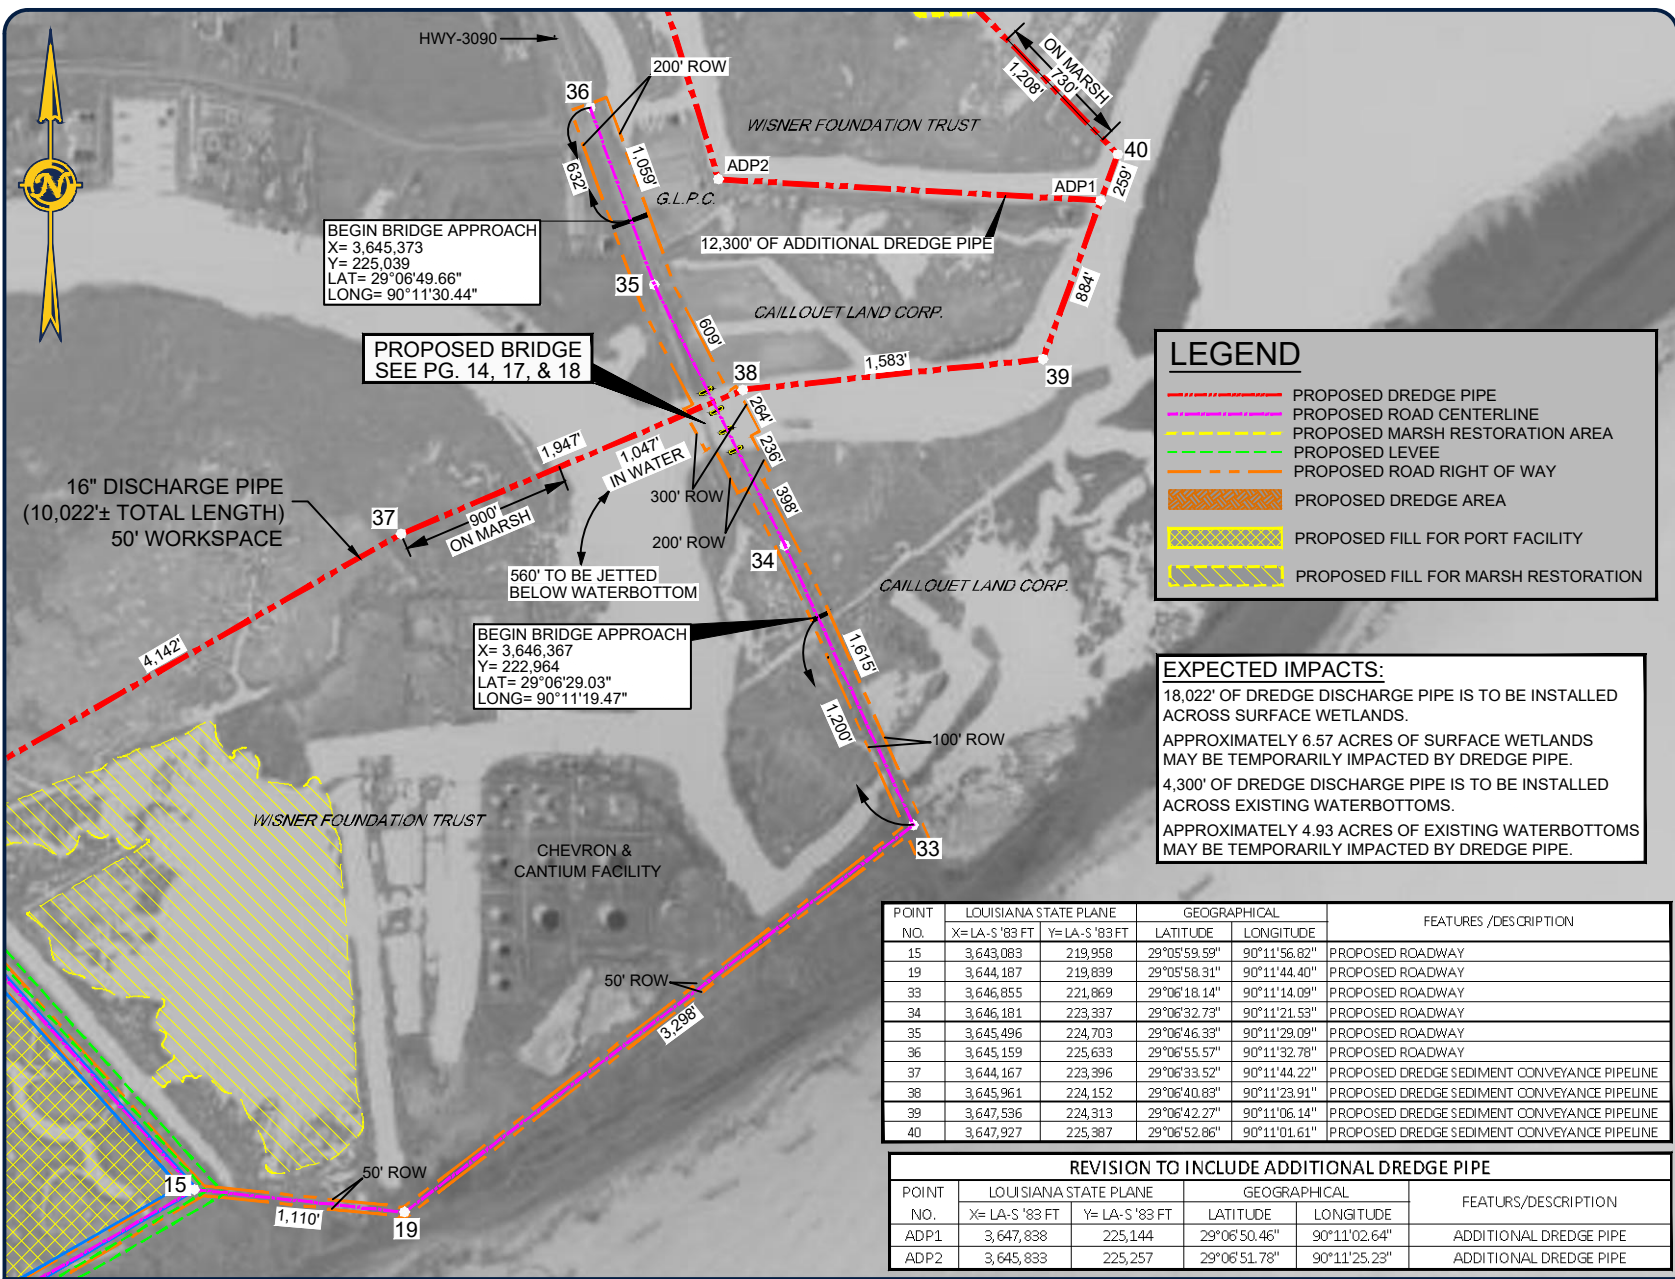 HWY-3090
200' ROW
36
ON MARSH
730'
1,208'
WISNER FOUNDATION TRUST
40
ADP2
ADP1
259'
632'
1,059'
G.L.P.C.
N
BEGIN BRIDGE APPROACH
X= 3,645,373
Y= 225,039
LAT= 29°06'49.66"
LONG= 90°11'30.44"
12,300' OF ADDITIONAL DREDGE PIPE
35
884'
CAILLOUET LAND CORP.
609'
PROPOSED BRIDGE
SEE PG. 14, 17, & 18
1,583'
38
39
264'
236'
LEGEND
PROPOSED DREDGE PIPE
PROPOSED ROAD CENTERLINE
PROPOSED MARSH RESTORATION AREA
PROPOSED LEVEE
PROPOSED ROAD RIGHT OF WAY
PROPOSED DREDGE AREA
PROPOSED FILL FOR PORT FACILITY
PROPOSED FILL FOR MARSH RESTORATION
1,947'
1,047'
IN WATER
16" DISCHARGE PIPE
(10,022'± TOTAL LENGTH)
50' WORKSPACE
37
900'
ON MARSH
300' ROW
398'
200' ROW
34
560' TO BE JETTED
BELOW WATERBOTTOM
CAILLOUET LAND CORP.
BEGIN BRIDGE APPROACH
X= 3,646,367
Y= 222,964
LAT= 29°06'29.03"
LONG= 90°11'19.47"
4,142'
1,615'
1,200'
100' ROW
EXPECTED IMPACTS:
18,022' OF DREDGE DISCHARGE PIPE IS TO BE INSTALLED
ACROSS SURFACE WETLANDS.
APPROXIMATELY 6.57 ACRES OF SURFACE WETLANDS
MAY BE TEMPORARILY IMPACTED BY DREDGE PIPE.
4,300' OF DREDGE DISCHARGE PIPE IS TO BE INSTALLED
ACROSS EXISTING WATERBOTTOMS.
APPROXIMATELY 4.93 ACRES OF EXISTING WATERBOTTOMS
MAY BE TEMPORARILY IMPACTED BY DREDGE PIPE.
WISNER FOUNDATION TRUST
CHEVRON &
CANTIUM FACILITY
33
50' ROW
3,298'
15
50' ROW
1,110'
19
POINT NO. LOUISIANA STATE PLANE GEOGRAPHICAL FEATURES /DESCRIPTION
X= LA-S '83 FT Y= LA-S '83 FT LATITUDE LONGITUDE
15 3,643,083 219,958 29°05'59.59" 90°11'56.82" PROPOSED ROADWAY
19 3,644,187 219,839 29°05'58.31" 90°11'44.40" PROPOSED ROADWAY
33 3,646,855 221,869 29°06'18.14" 90°11'14.09" PROPOSED ROADWAY
34 3,646,181 223,337 29°06'32.73" 90°11'21.53" PROPOSED ROADWAY
35 3,645,496 224,703 29°06'46.33" 90°11'29.09" PROPOSED ROADWAY
36 3,645,159 225,633 29°06'55.57" 90°11'32.78" PROPOSED ROADWAY
37 3,644,167 223,396 29°06'33.52" 90°11'44.22" PROPOSED DREDGE SEDIMENT CONVEYANCE PIPELINE
38 3,645,961 224,152 29°06'40.83" 90°11'23.91" PROPOSED DREDGE SEDIMENT CONVEYANCE PIPELINE
39 3,647,536 224,313 29°06'42.27" 90°11'06.14" PROPOSED DREDGE SEDIMENT CONVEYANCE PIPELINE
40 3,647,927 225,387 29°06'52.86" 90°11'01.61" PROPOSED DREDGE SEDIMENT CONVEYANCE PIPELINE
REVISION TO INCLUDE ADDITIONAL DREDGE PIPE
POINT NO. LOUISIANA STATE PLANE GEOGRAPHICAL FEATURS/DESCRIPTION
X= LA-S '83 FT Y= LA-S '83 FT LATITUDE LONGITUDE
ADP1 3,647,838 225,144 29°06'50.46" 90°11'02.64" ADDITIONAL DREDGE PIPE
ADP2 3,645,833 225,257 29°06'51.78" 90°11'25.23" ADDITIONAL DREDGE PIPE